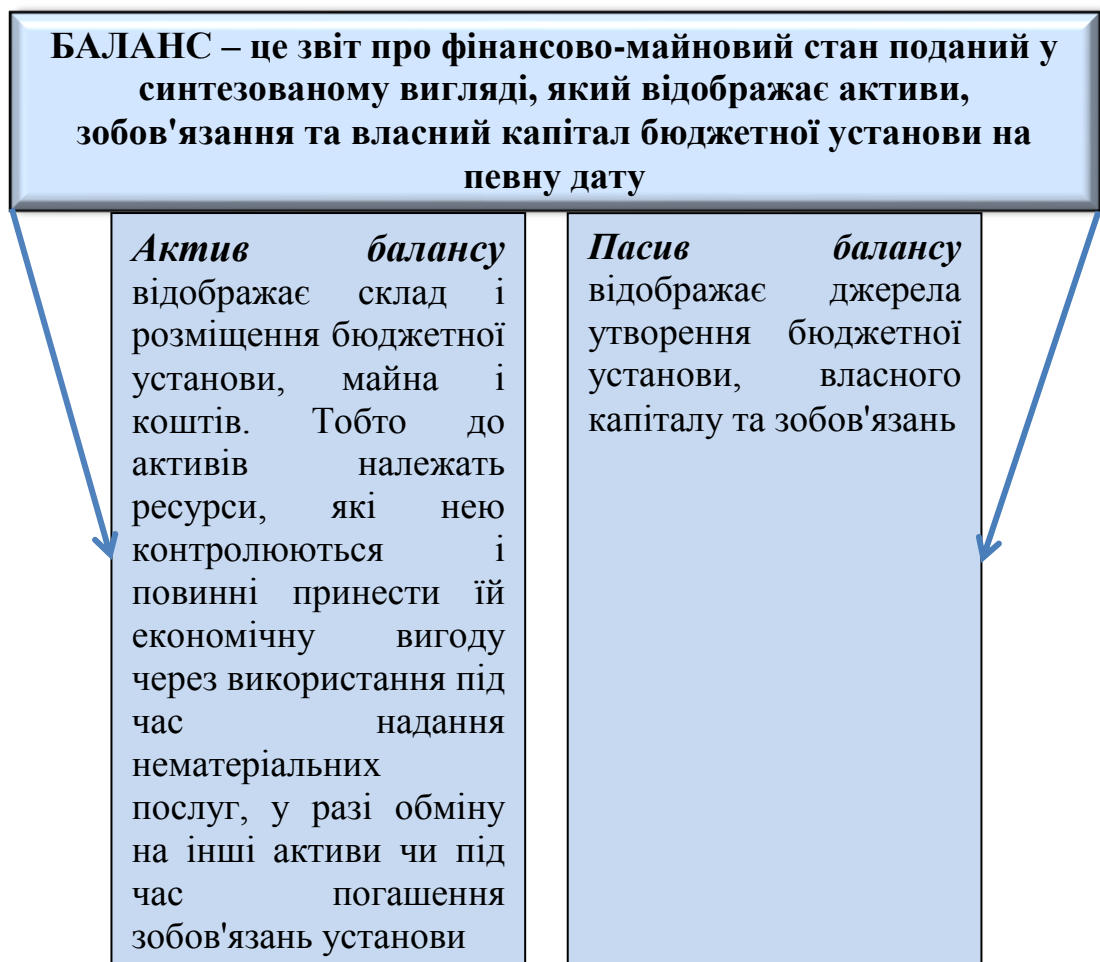 БАЛАНС – це звіт про фінансово-майновий стан поданий у
синтезованому вигляді, який відображає активи,
зобов'язання та власний капітал бюджетної установи на
певну дату
Актив балансу
відображає склад і
розміщення бюджетної
установи, майна і
коштів. Тобто до
активів належать
ресурси, які нею
контролюються і
повинні принести їй
економічну вигоду
через використання під
час надання
нематеріальних
послуг, у разі обміну
на інші активи чи під
час погашення
зобов'язань установи
Пасив балансу
відображає джерела
утворення бюджетної
установи, власного
капіталу та зобов'язань